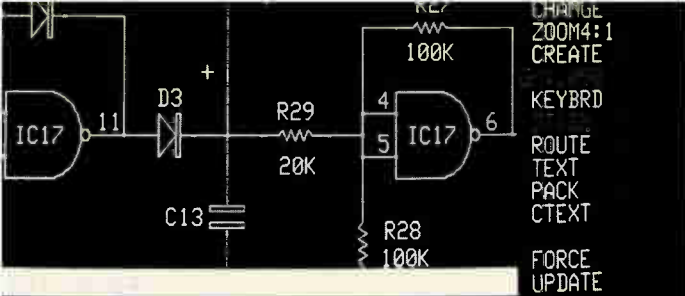 R27
100K
D3
IC17
11
+
R29
20K
C13
4
5
IC17
6
R28
100K
CHANGE
ZOOM4:1
CREATE
KEYBRD
ROUTE
TEXT
PACK
CTEXT
FORCE
UPDATE